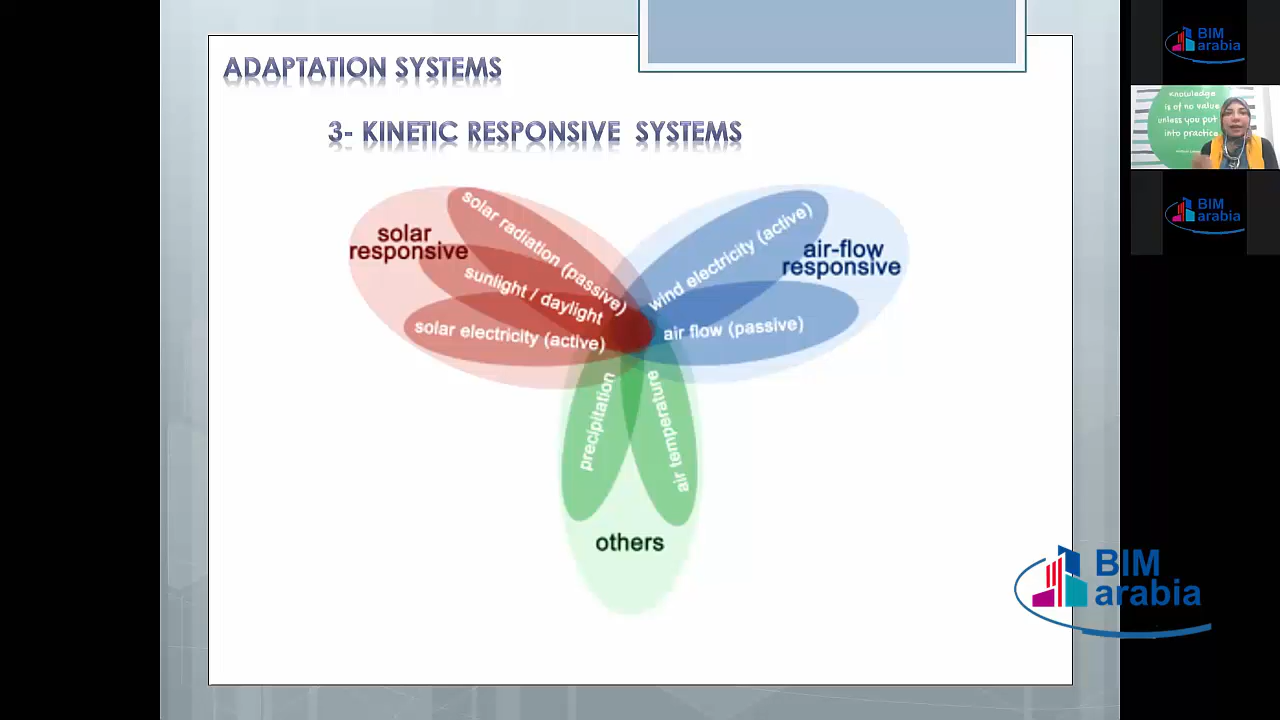 ADAPTATION SYSTEMS
3- KINETIC RESPONSIVE SYSTEMS
solar
responsive
solar radiation (passive)
sunlight / daylight
solar electricity (active)
wind electricity (active)
air flow (passive)
air-flow
responsive
precipitation
air temperature
others
BIM
arabia
BIM
arabia
knowledge
is of no value
unless you put
into practice
BIM
arabia